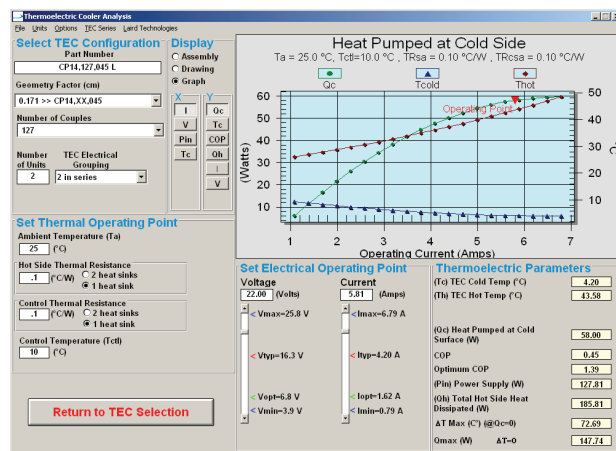 Thermoelectric Cooler Analysis
File Units Options TEC Series Laird Technologies
Select TEC Configuration
Part Number
CP14,127,045 L
Geometry Factor (cm)
0.171 >> CP14,XX,045
Number of Couples
127
Number of Units
TEC Electrical Grouping
2
2 in series
Display
Assembly
Drawing
Graph
X Y
I Qc
V Tc
Pin COP
Tc Qh
I
V
Heat Pumped at Cold Side
Ta = 25.0 °C , Tctl=10.0 °C , TRsa = 0.10 °C/W , TRcsa = 0.10 °C/W
Qc Tcold Thot
Operating Point
60
50
40
30
20
10
(Watts)
50
40
30
20
10
°C
1 2 3 4 5 6 7
Operating Current (Amps)
Set Thermal Operating Point
Ambient Temperature (Ta)
25 (°C)
Hot Side Thermal Resistance
.1 (°C/W) 2 heat sinks
1 heat sink
Control Thermal Resistance
.1 (°C/W) 2 heat sinks
1 heat sink
Control Temperature (Tctl)
10 (°C)
Return to TEC Selection
Set Electrical Operating Point
Voltage Current
22.00 (Volts) 5.81 (Amps)
< Vmax=25.8 V < Imax=6.79 A
< Vtyp=16.3 V < Ityp=4.20 A
< Vopt=6.8 V < Iopt=1.62 A
< Vmin=3.9 V < Imin=0.79 A
Thermoelectric Parameters
(Tc) TEC Cold Temp (°C) 4.20
(Th) TEC Hot Temp (°C) 43.58
(Qc) Heat Pumped at Cold Surface (W) 58.00
COP 0.45
Optimum COP 1.39
(Pin) Power Supply (W) 127.81
(Qh) Total Hot Side Heat Dissipated (W) 185.81
ΔT Max (C°) (@Qc=0) 72.69
Qmax (W) ΔT=0 147.74